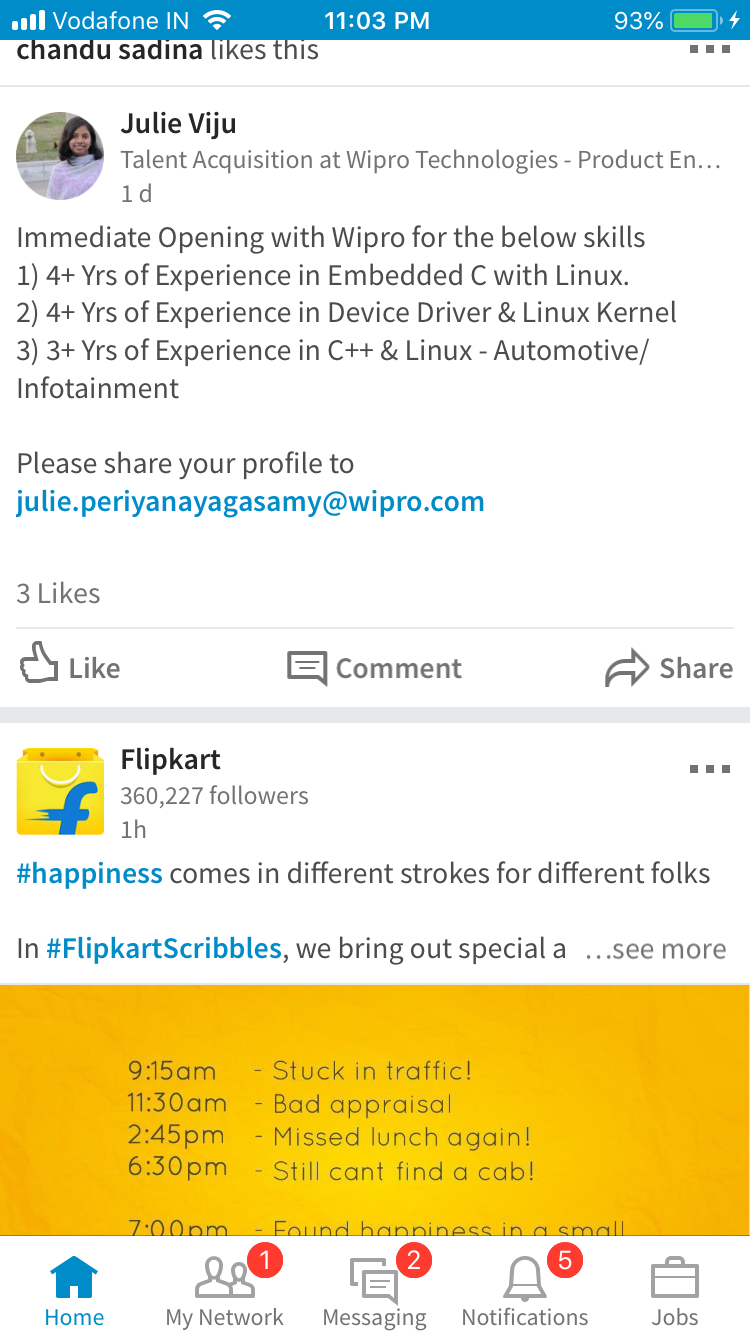 Vodafone IN 11:03 PM 93%
chandu sadina likes this
Julie Viju
Talent Acquisition at Wipro Technologies - Product En...
1 d
Immediate Opening with Wipro for the below skills
1) 4+ Yrs of Experience in Embedded C with Linux.
2) 4+ Yrs of Experience in Device Driver & Linux Kernel
3) 3+ Yrs of Experience in C++ & Linux - Automotive/
Infotainment
Please share your profile to
julie.periyanayagasamy@wipro.com
3 Likes
Like Comment Share
Flipkart
360,227 followers
1h
#happiness comes in different strokes for different folks
In #FlipkartScribbles, we bring out special a ...see more
9:15am - Stuck in traffic!
11:30am - Bad appraisal
2:45pm - Missed lunch again!
6:30pm - Still cant find a cab!
7:00pm - Found happiness in a small
1 2 5
Home My Network Messaging Notifications Jobs